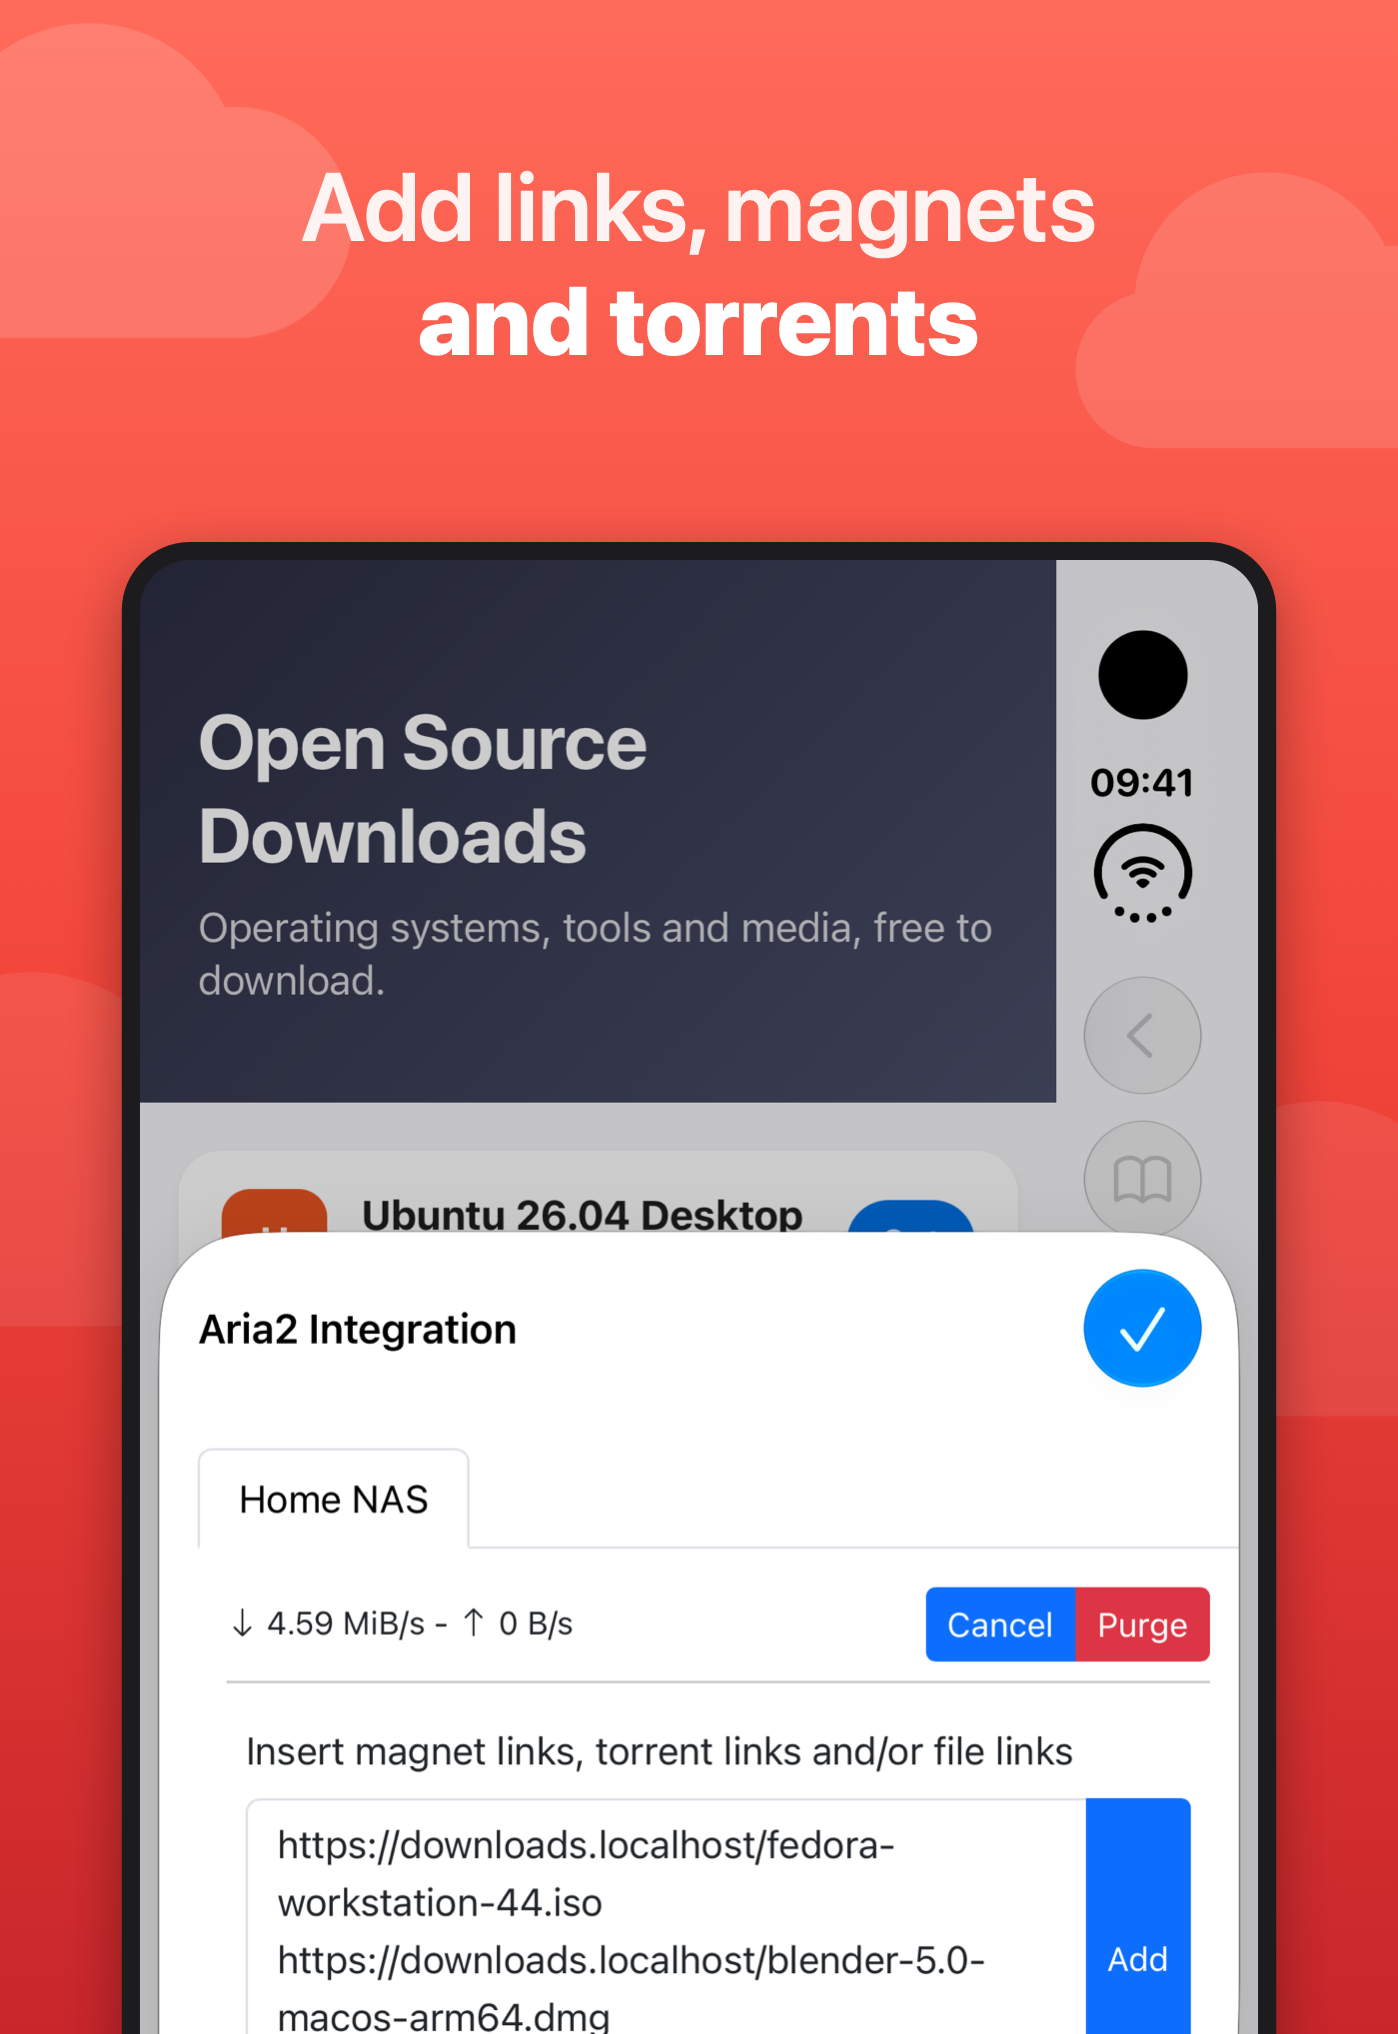 Add links, magnets
and torrents
Open Source
Downloads
Operating systems, tools and media, free to
download.
09:41
Ubuntu 26.04 Desktop
Aria2 Integration
Home NAS
↓ 4.59 MiB/s - ↑ 0 B/s
Cancel
Purge
Insert magnet links, torrent links and/or file links
https://downloads.localhost/fedora-
workstation-44.iso
https://downloads.localhost/blender-5.0-
macos-arm64.dmg
Add